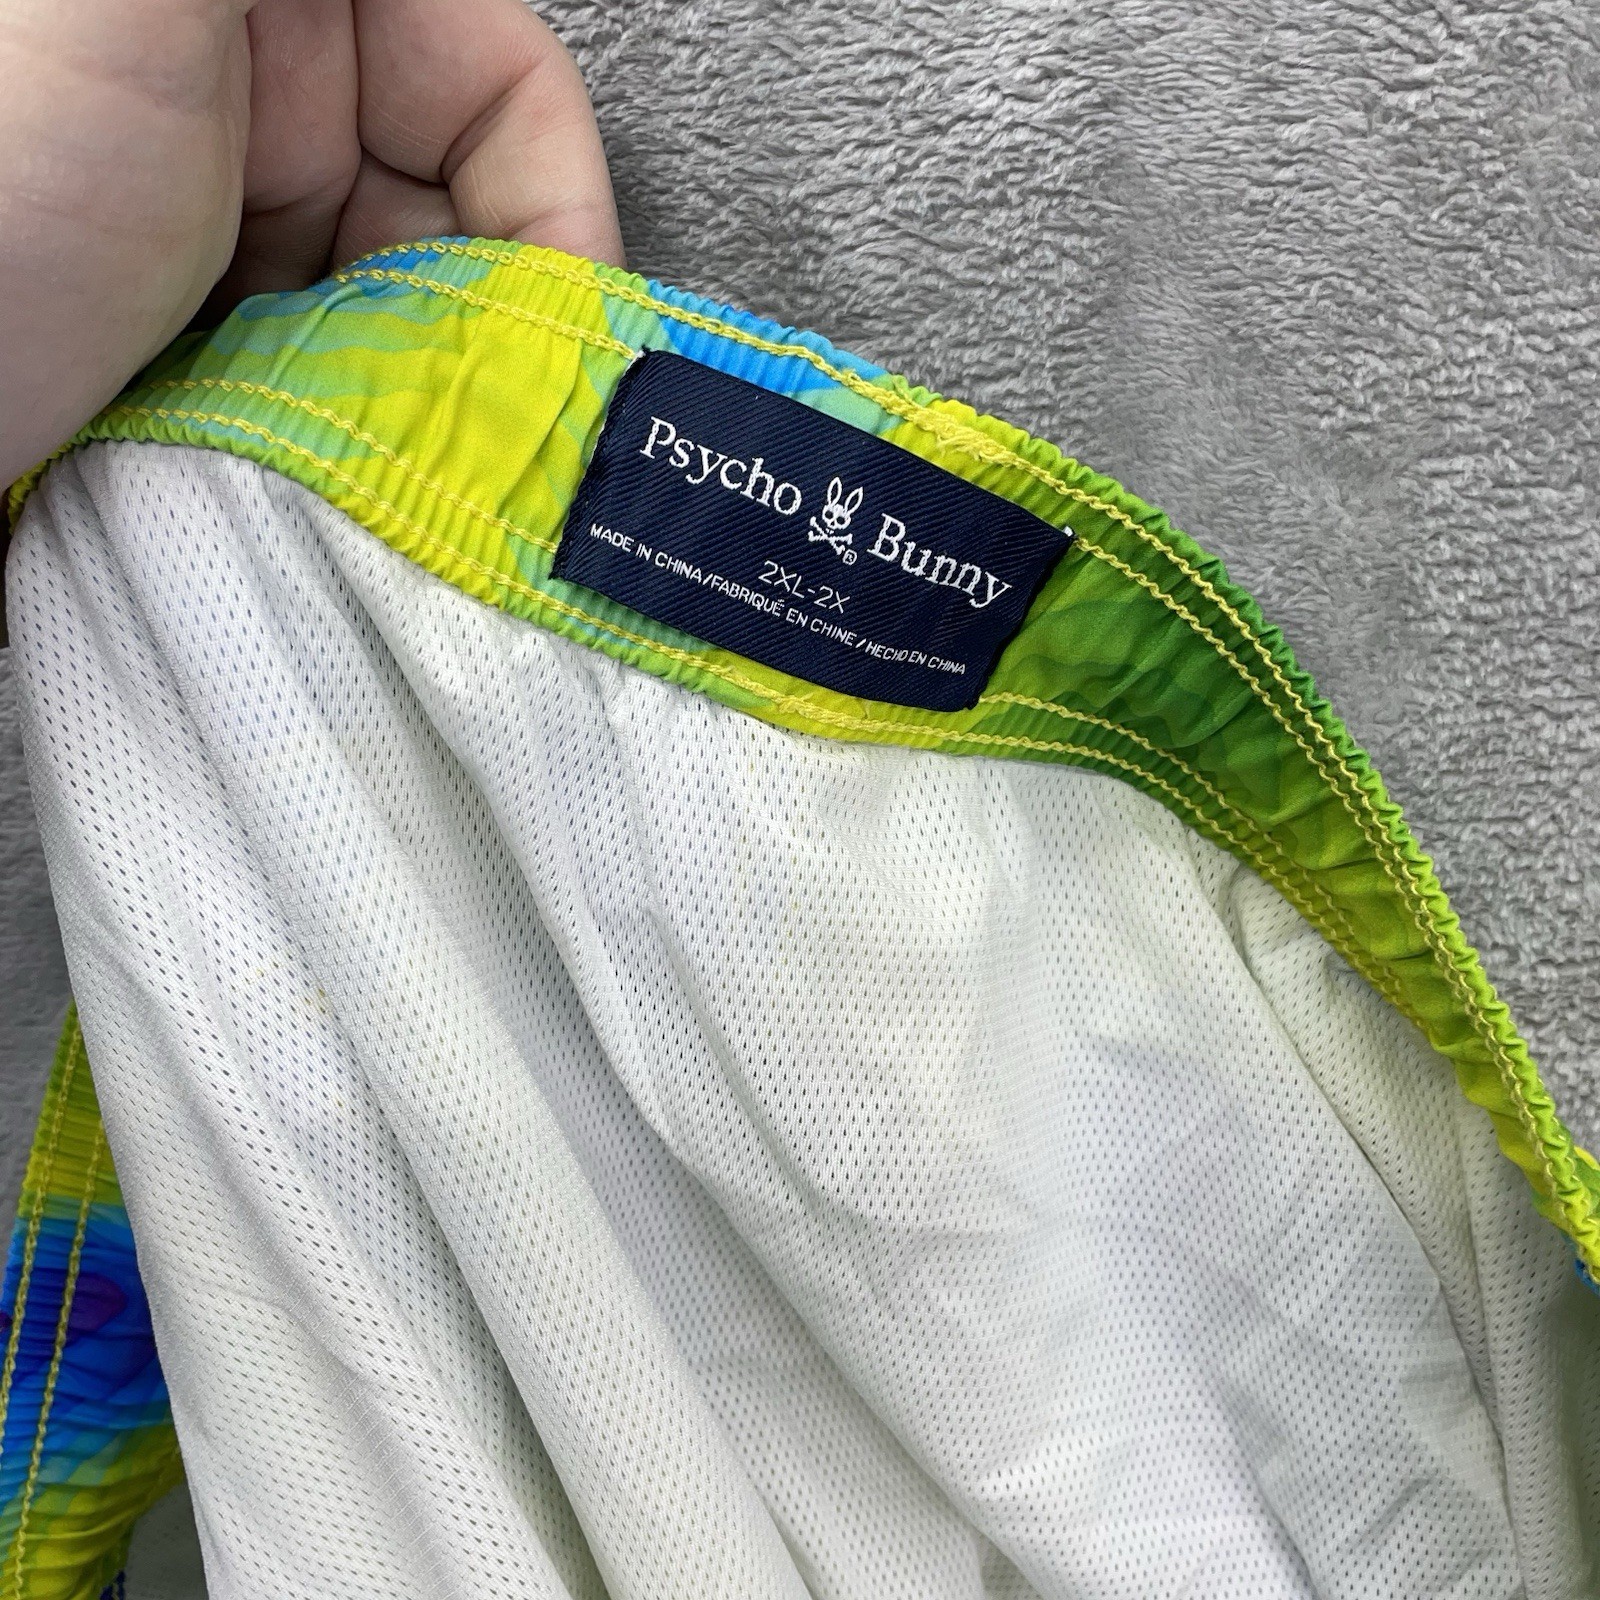 Psycho Bunny
®
2XL-2X
MADE IN CHINA/FABRIQUÉ EN CHINE/HECHO EN CHINA